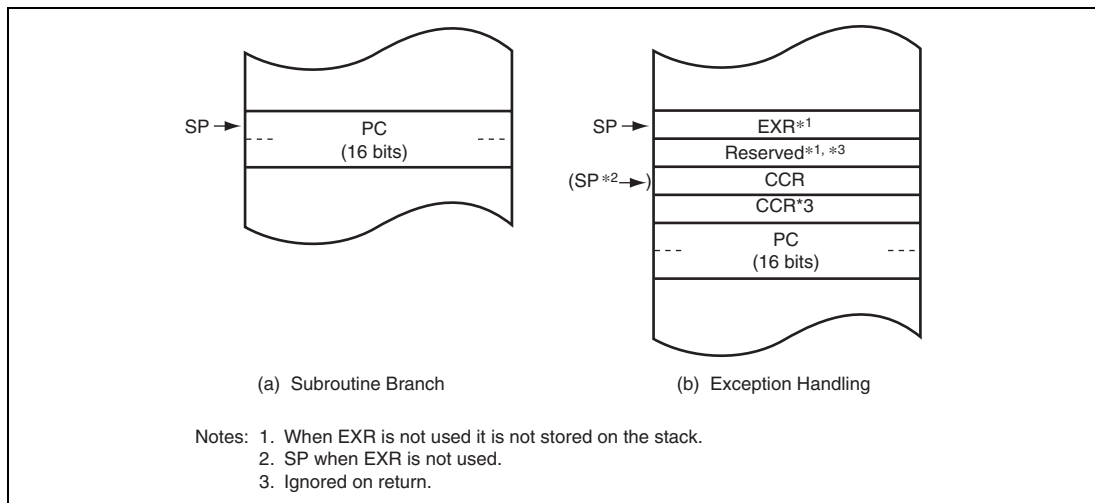 SP
PC
(16 bits)
(a) Subroutine Branch
SP
EXR*1
Reserved*1, *3
(SP*2 )
CCR
CCR*3
PC
(16 bits)
(b) Exception Handling
Notes: 1. When EXR is not used it is not stored on the stack.
2. SP when EXR is not used.
3. Ignored on return.